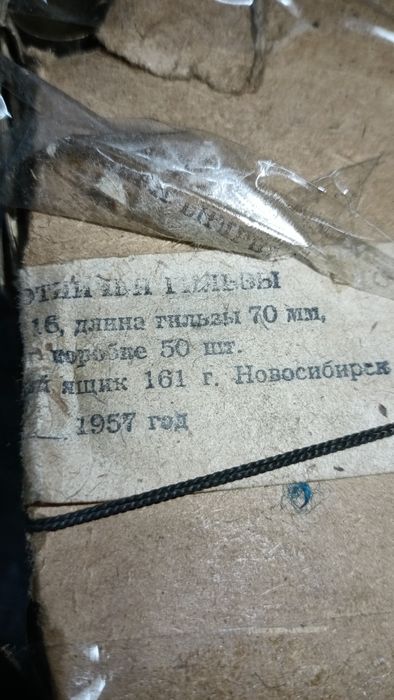 ГИЛЬЗЫ
16, длина гильзы 70 мм,
коробке 50 шт.
ящик 161 г. Новосибирск
1957 год